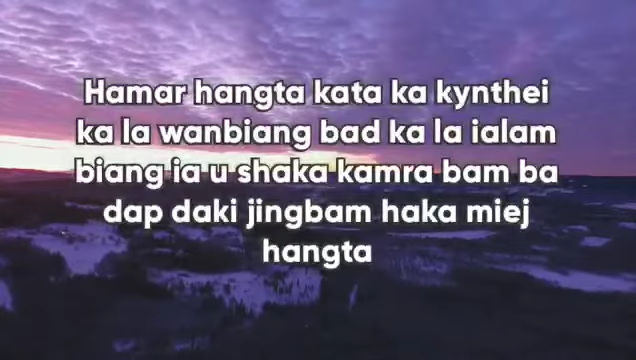 Hamar hangta kata ka kynthei
ka la wanbiang bad ka la ialam
biang ia u shaka kamra bam ba
dap daki jingbam haka miej
hangta